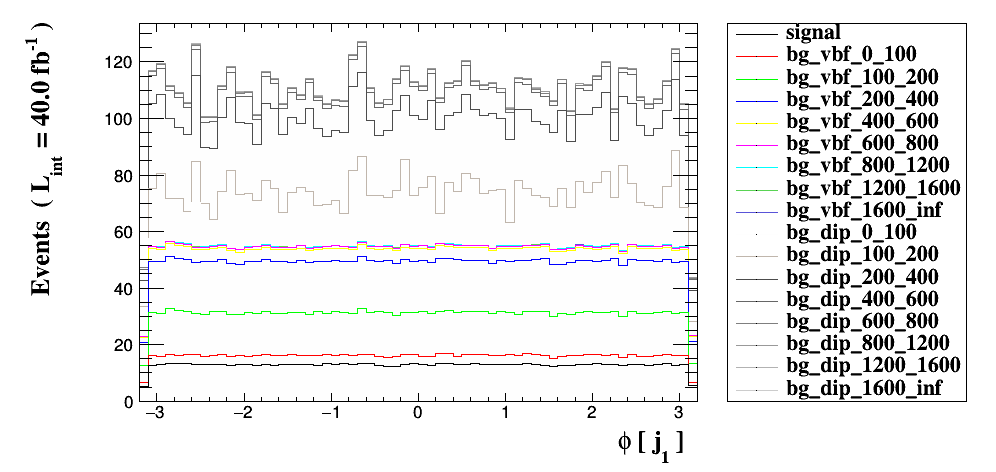 Events ( L_int = 40.0 fb^-1 )
120
100
80
60
40
20
0
−3 −2 −1 0 1 2 3
ϕ [ j_1 ]
signal
bg_vbf_0_100
bg_vbf_100_200
bg_vbf_200_400
bg_vbf_400_600
bg_vbf_600_800
bg_vbf_800_1200
bg_vbf_1200_1600
bg_vbf_1600_inf
bg_dip_0_100
bg_dip_100_200
bg_dip_200_400
bg_dip_400_600
bg_dip_600_800
bg_dip_800_1200
bg_dip_1200_1600
bg_dip_1600_inf